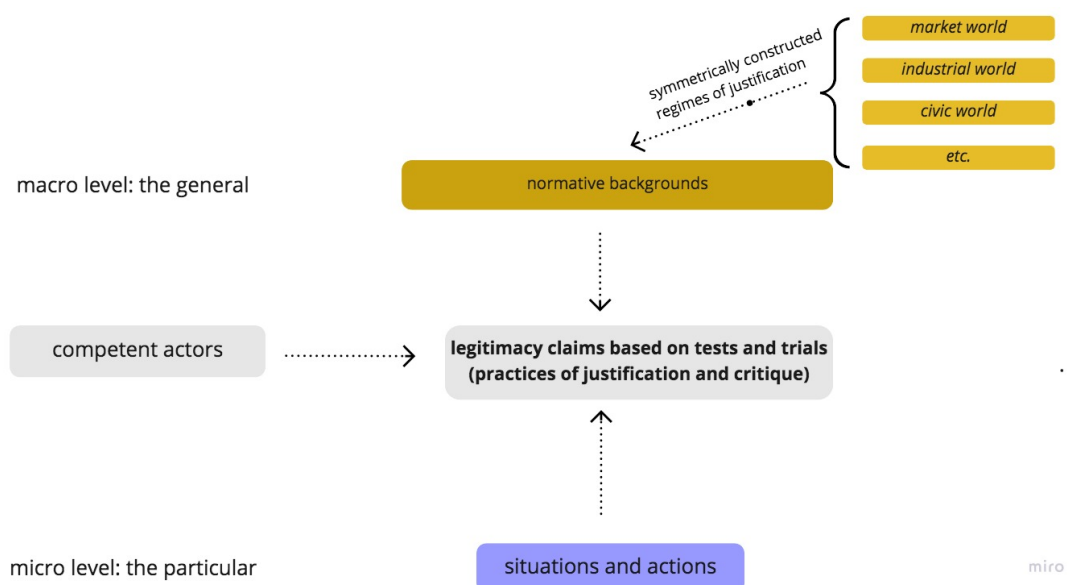 market world
industrial world
civic world
etc.
symmetrically constructed
regimes of justification
macro level: the general
normative backgrounds
competent actors
legitimacy claims based on tests and trials
(practices of justification and critique)
.
micro level: the particular
situations and actions
miro